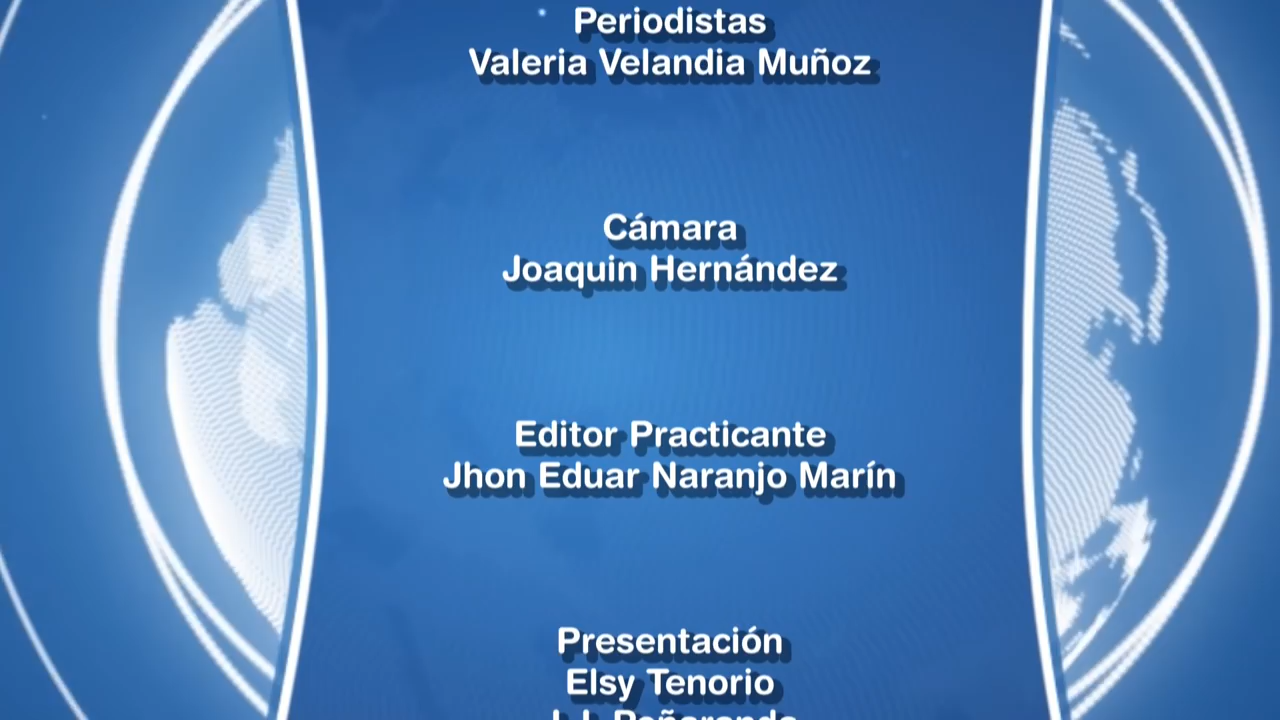 Periodistas
Valeria Velandia Muñoz
Cámara
Joaquin Hernández
Editor Practicante
Jhon Eduar Naranjo Marín
Presentación
Elsy Tenorio